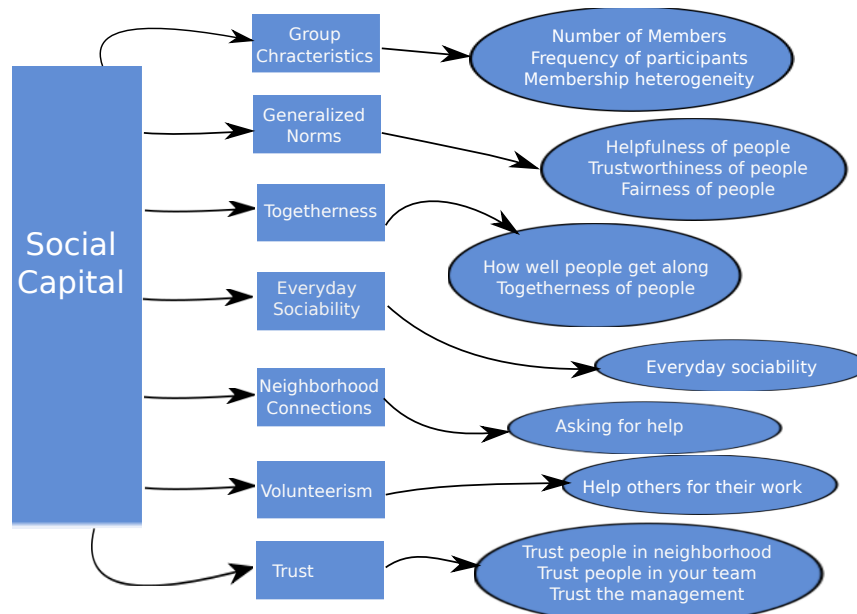 Social
Capital
Group
Chracteristics
Number of Members
Frequency of participants
Membership heterogeneity
Generalized
Norms
Helpfulness of people
Trustworthiness of people
Fairness of people
Togetherness
How well people get along
Togetherness of people
Everyday
Sociability
Everyday sociability
Neighborhood
Connections
Asking for help
Volunteerism
Help others for their work
Trust
Trust people in neighborhood
Trust people in your team
Trust the management